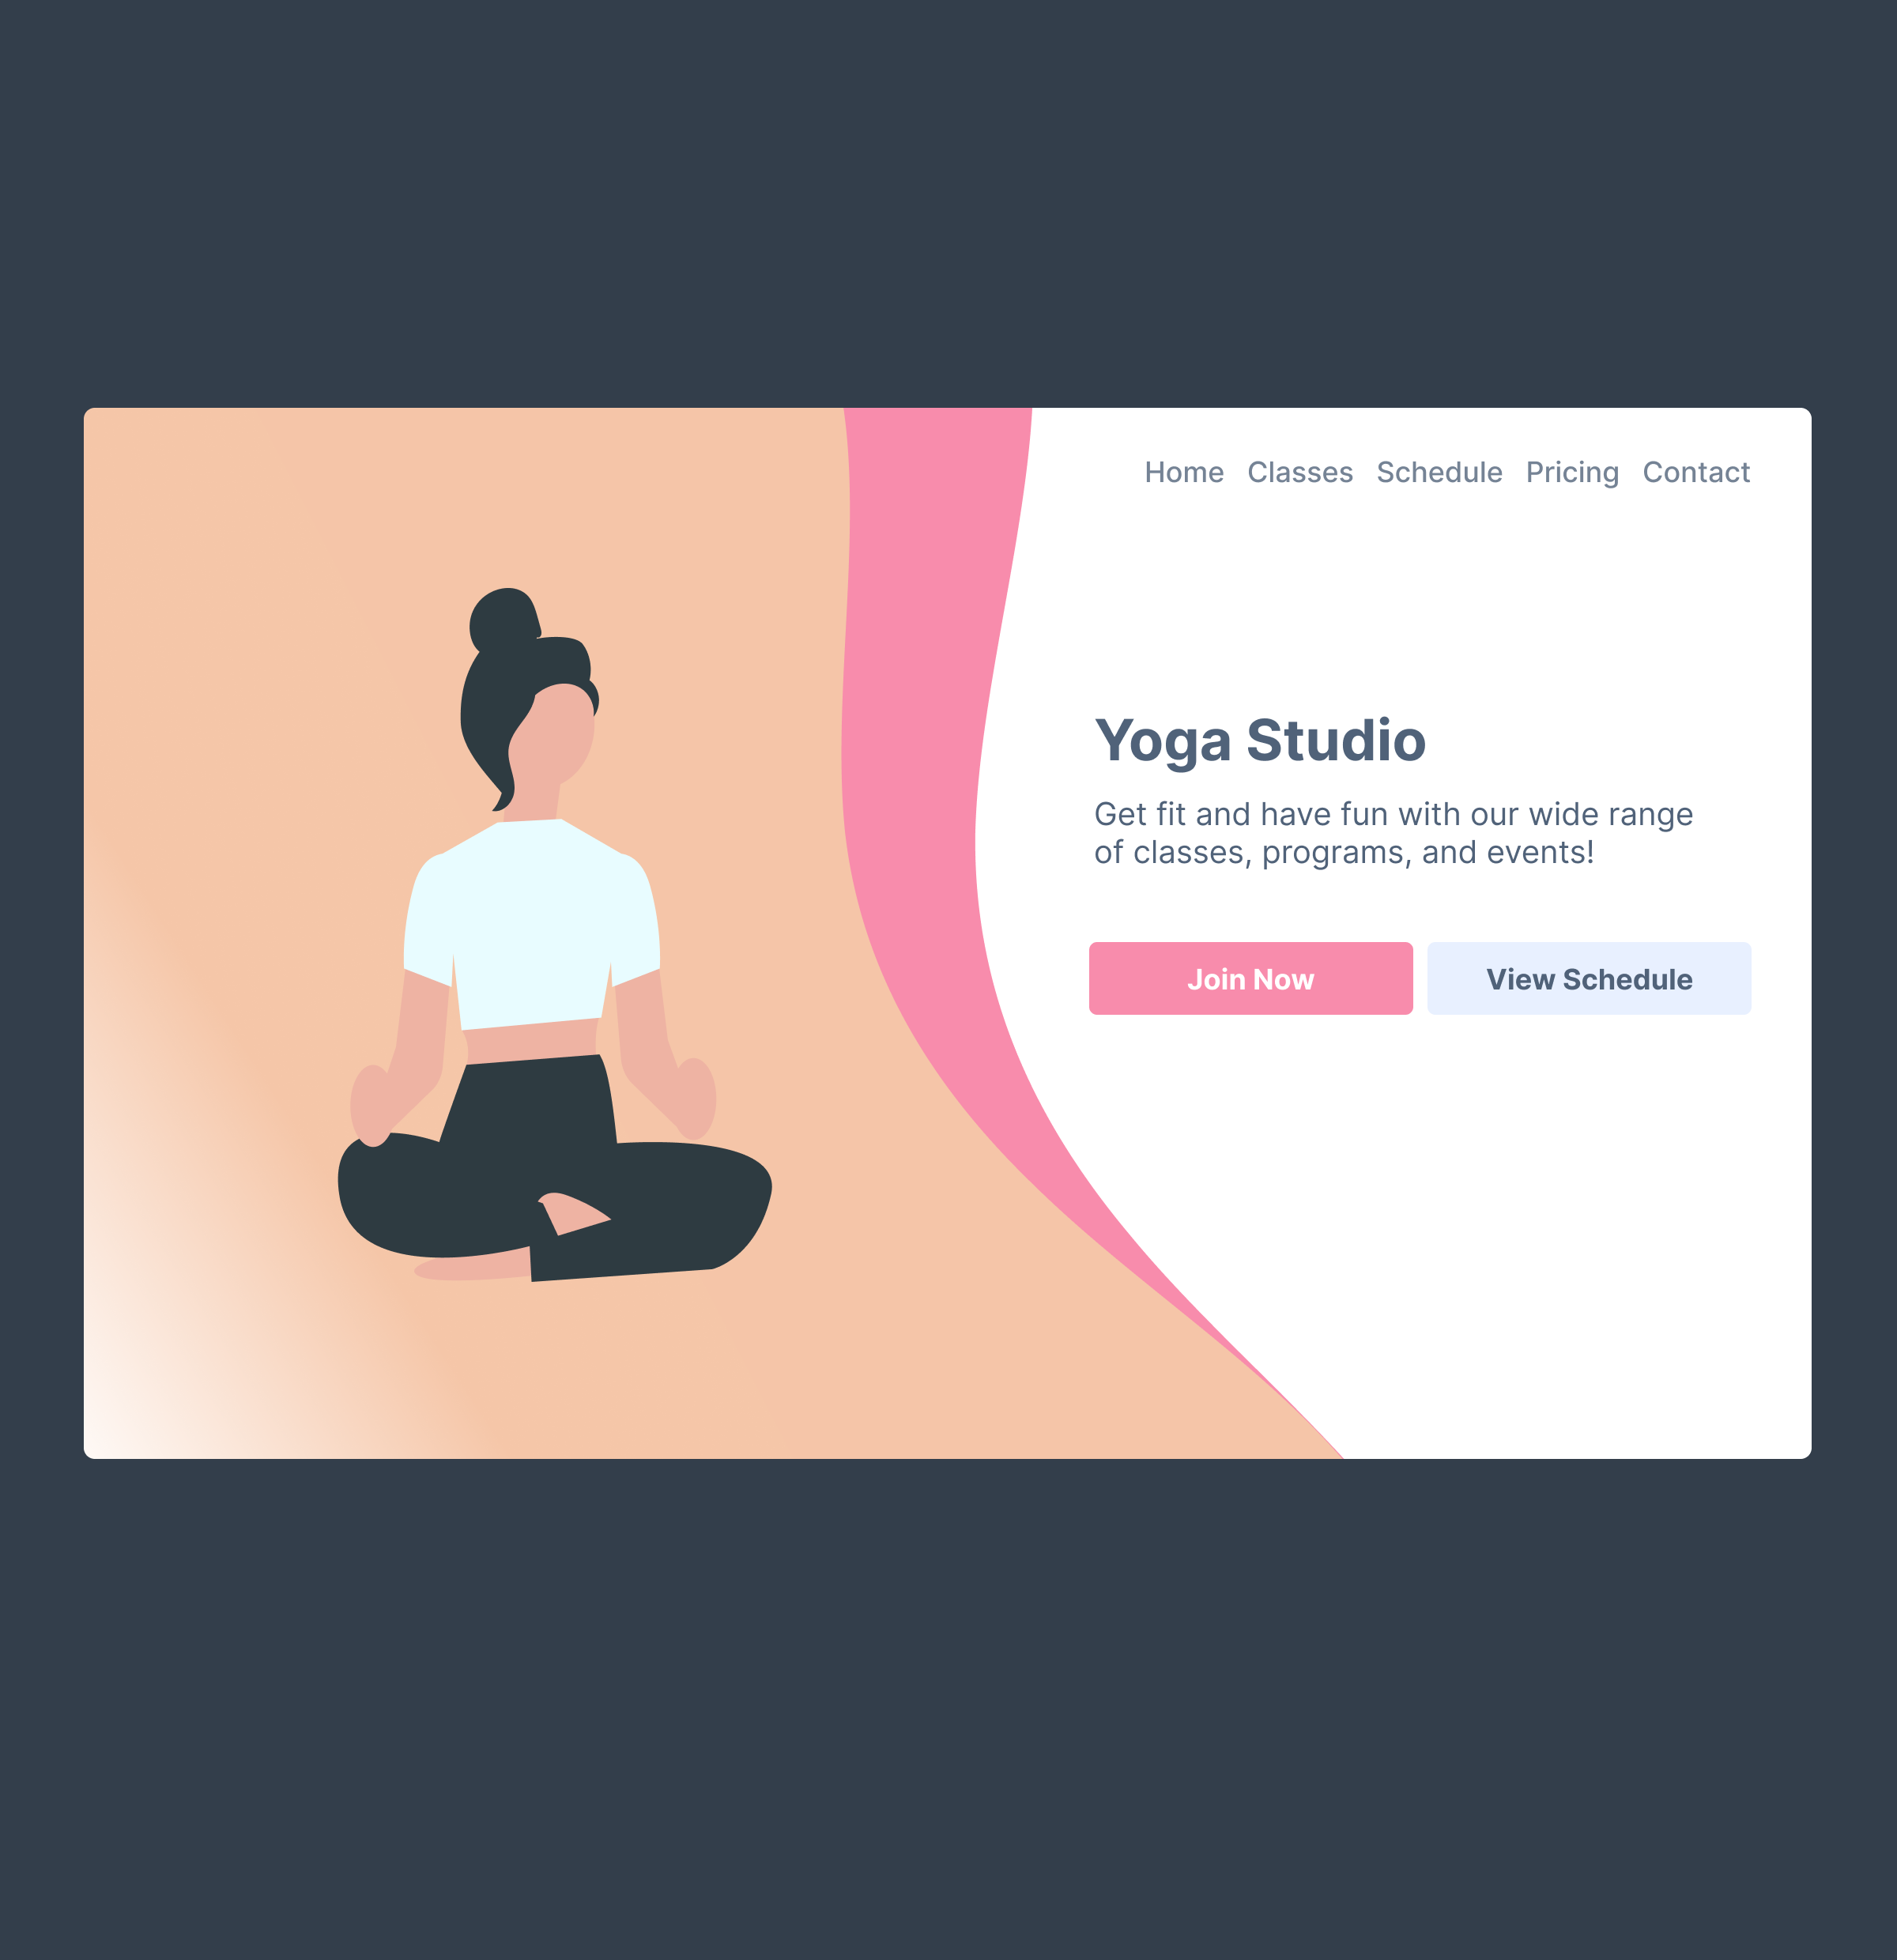 Home Classes Schedule Pricing Contact
Yoga Studio
Get fit and have fun with our wide range
of classes, programs, and events!
Join Now View Schedule